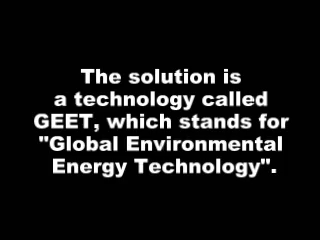 The solution is
a technology called
GEET, which stands for
"Global Environmental
Energy Technology".